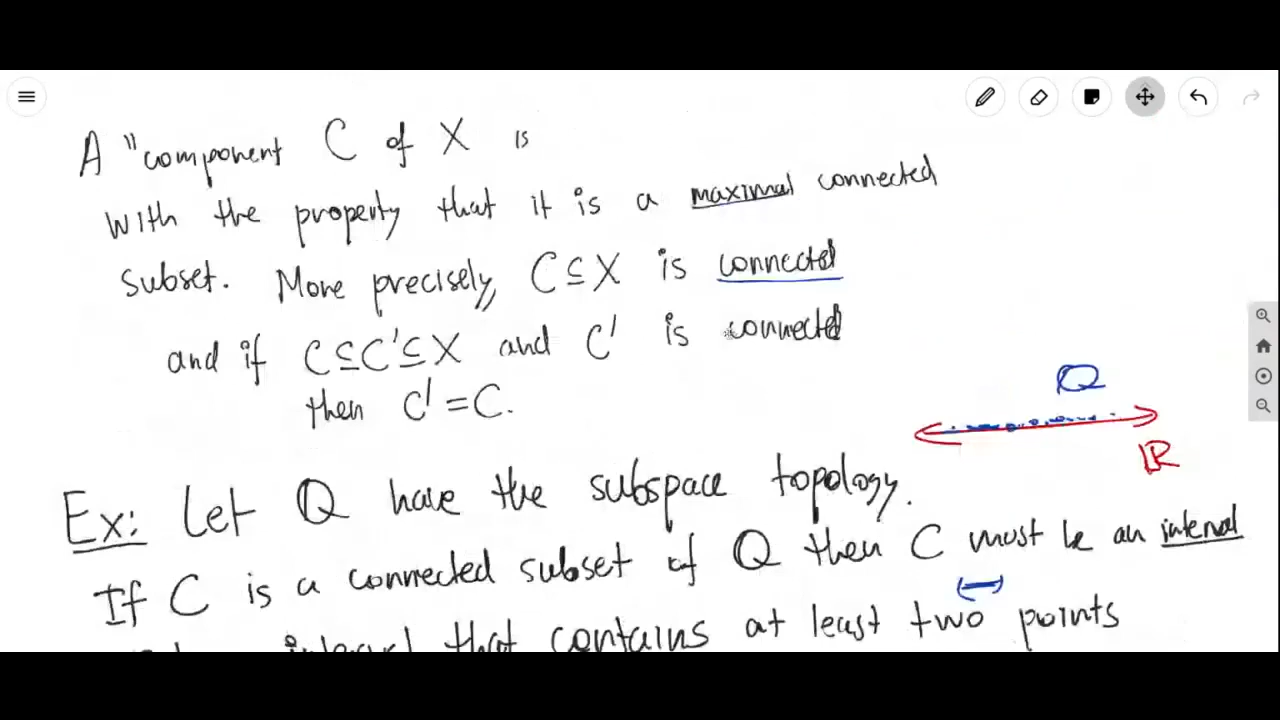 A "component C of X is
with the property that it is a maximal connected
subset. More precisely, C ⊆ X is connected
and if C ⊆ C' ⊆ X and C' is connected
then C' = C.
Q
R
Ex: Let Q have the subspace topology.
If C is a connected subset of Q then C must be an interval
interval that contains at least two points